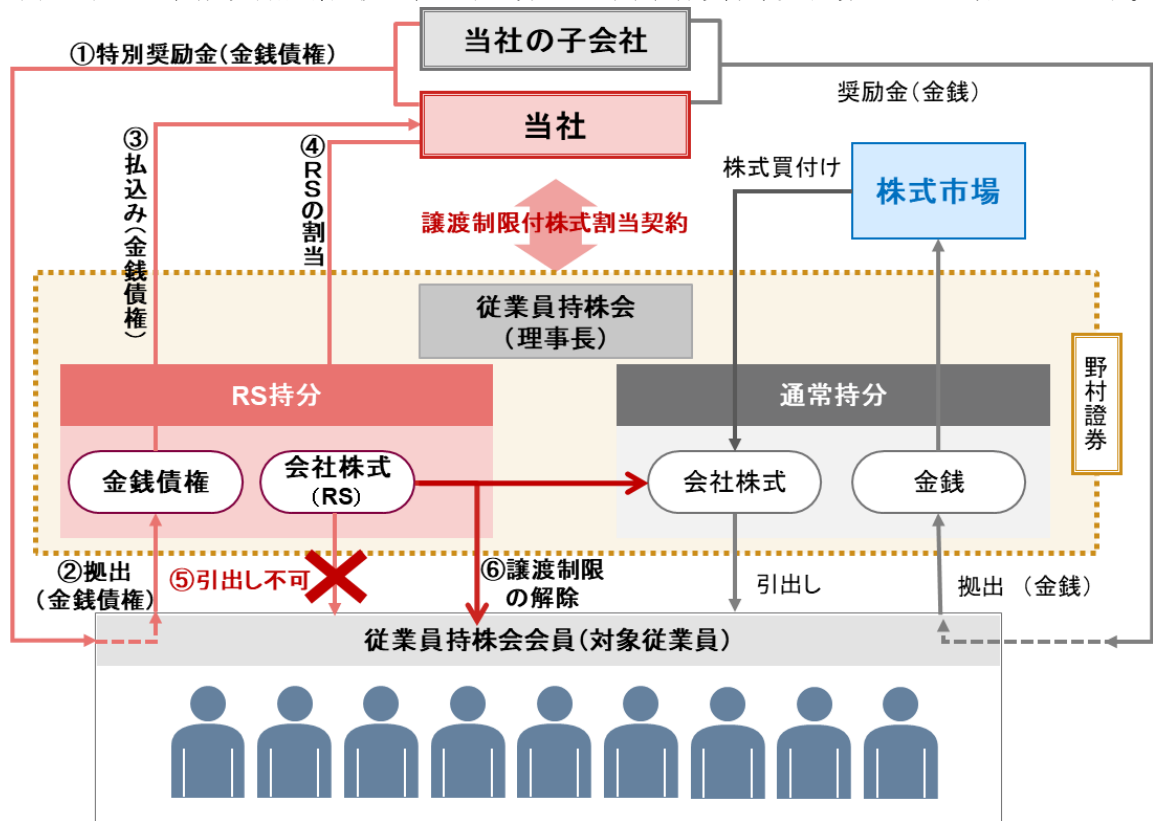 当社の子会社
①特別奨励金(金銭債権)
奨励金(金銭)
当社
③払込み(金銭債権)
④RSの割当
株式買付け
株式市場
譲渡制限付株式割当契約
従業員持株会
(理事長)
野村證券
RS持分
通常持分
金銭債権
会社株式
(RS)
会社株式
金銭
②拠出
(金銭債権)
⑤引出し不可
⑥譲渡制限
の解除
引出し
拠出 (金銭)
従業員持株会会員(対象従業員)